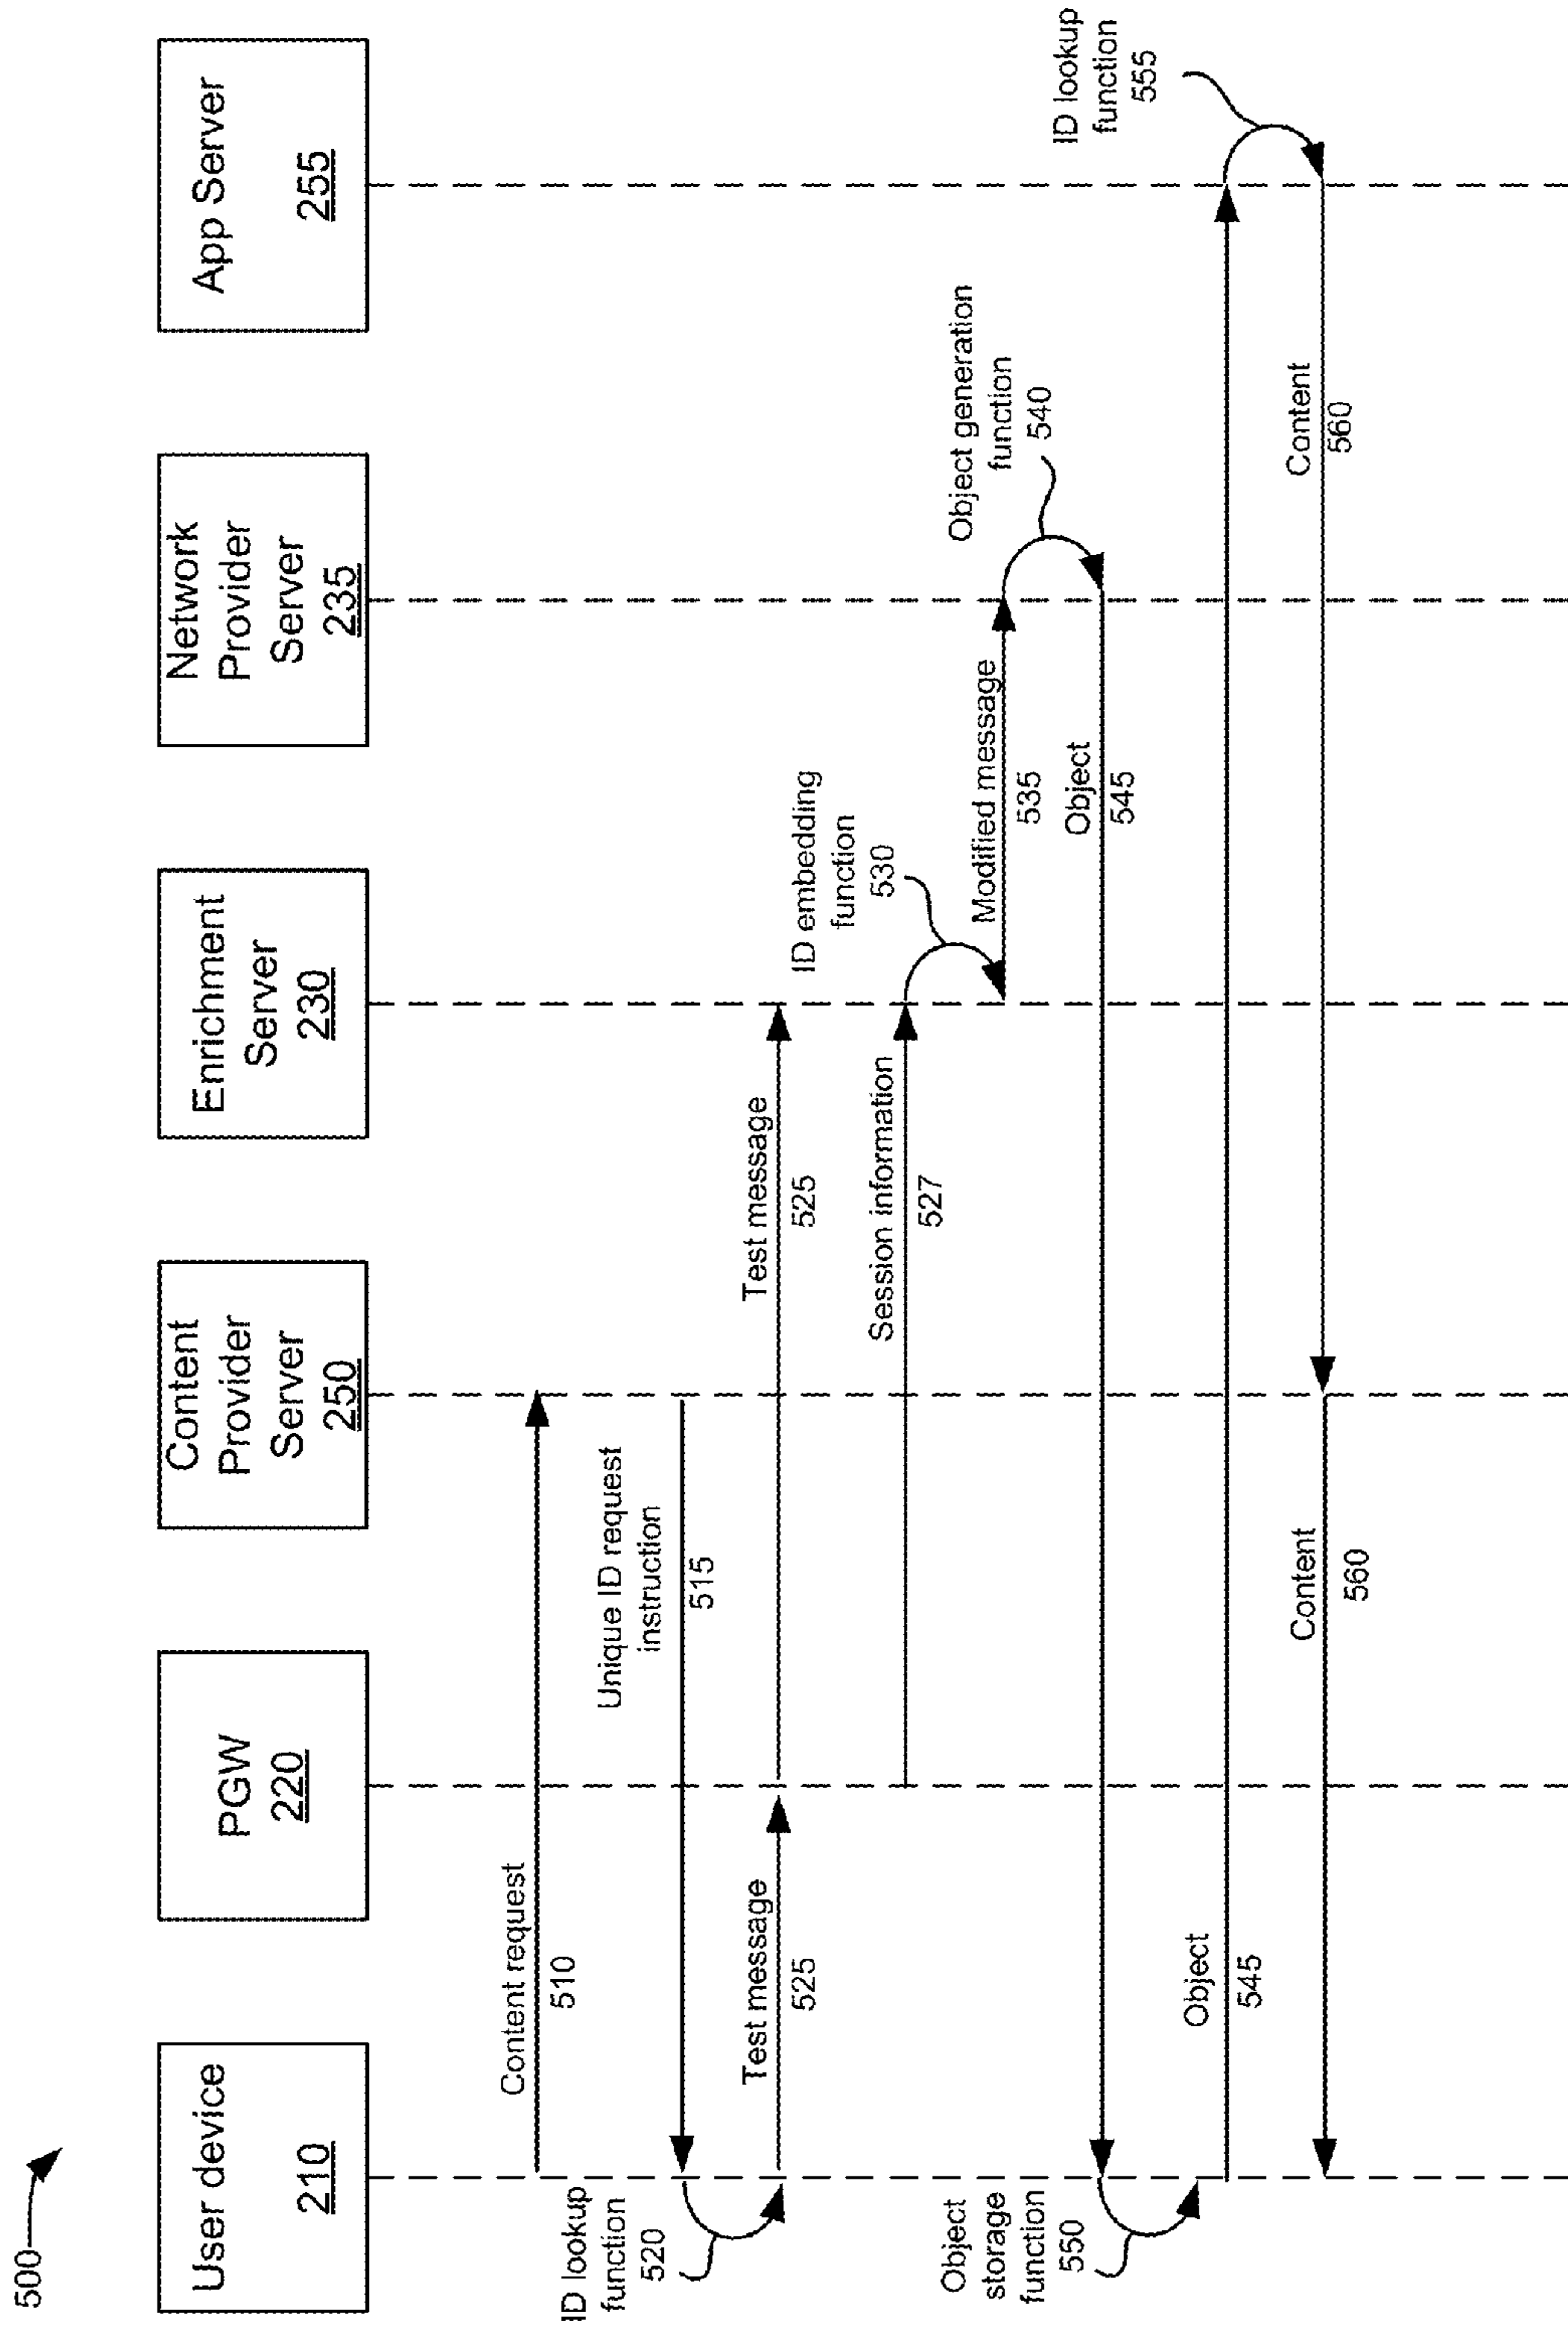 500
User device
210
PGW
220
Content
Provider
Server
250
Enrichment
Server
230
Network
Provider
Server
235
App Server
255
Content request
510
Unique ID request
instruction
515
ID lookup
function
520
Test message
525
Test message
525
Session information
527
ID embedding
function
530
Modified message
535
Object generation
function
540
Object
545
Object
storage
function
550
Object
545
ID lookup
function
555
Content
560
Content
560